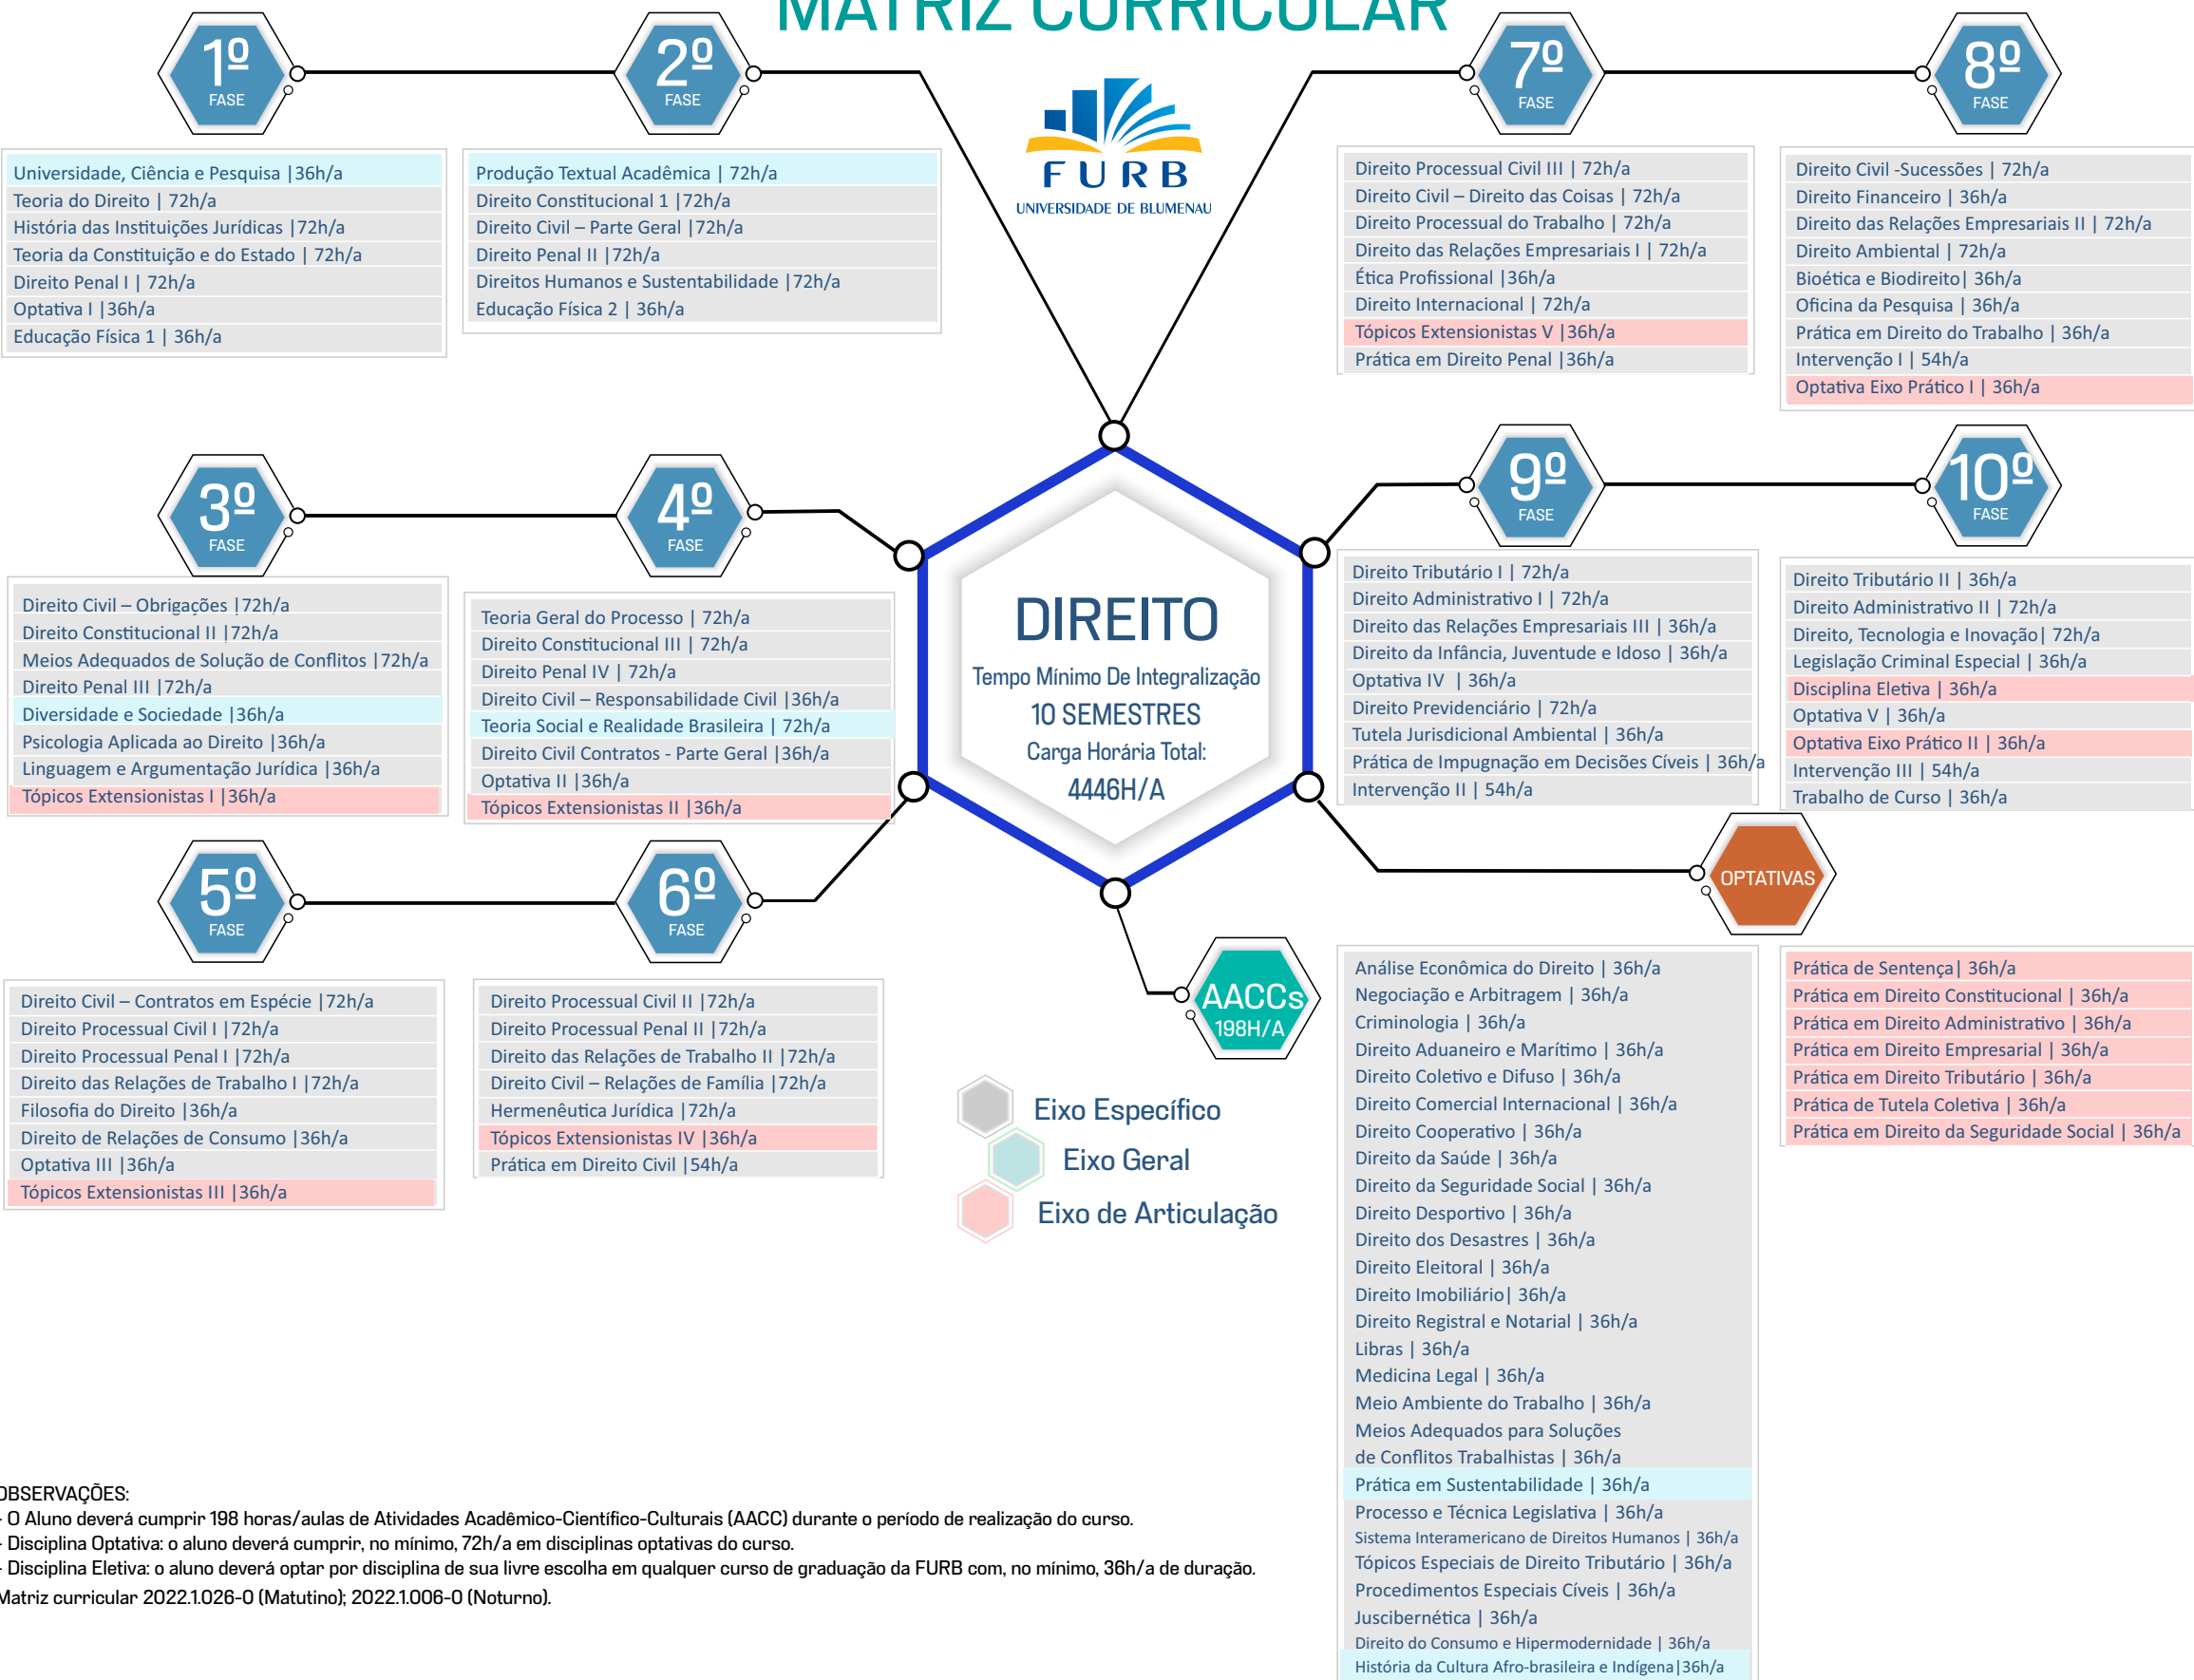 MATRIZ CURRICULAR
1º
FASE
Universidade, Ciência e Pesquisa |36h/a
Teoria do Direito | 72h/a
História das Instituições Jurídicas |72h/a
Teoria da Constituição e do Estado | 72h/a
Direito Penal I | 72h/a
Optativa I |36h/a
Educação Física 1 | 36h/a
2º
FASE
Produção Textual Acadêmica | 72h/a
Direito Constitucional 1 |72h/a
Direito Civil – Parte Geral |72h/a
Direito Penal II |72h/a
Direitos Humanos e Sustentabilidade |72h/a
Educação Física 2 | 36h/a
FURB
UNIVERSIDADE DE BLUMENAU
7º
FASE
Direito Processual Civil III | 72h/a
Direito Civil – Direito das Coisas | 72h/a
Direito Processual do Trabalho | 72h/a
Direito das Relações Empresariais I | 72h/a
Ética Profissional |36h/a
Direito Internacional | 72h/a
Tópicos Extensionistas V |36h/a
Prática em Direito Penal |36h/a
8º
FASE
Direito Civil -Sucessões | 72h/a
Direito Financeiro | 36h/a
Direito das Relações Empresariais II | 72h/a
Direito Ambiental | 72h/a
Bioética e Biodireito| 36h/a
Oficina da Pesquisa | 36h/a
Prática em Direito do Trabalho | 36h/a
Intervenção I | 54h/a
Optativa Eixo Prático I | 36h/a
3º
FASE
Direito Civil – Obrigações |72h/a
Direito Constitucional II |72h/a
Meios Adequados de Solução de Conflitos |72h/a
Direito Penal III |72h/a
Diversidade e Sociedade |36h/a
Psicologia Aplicada ao Direito |36h/a
Linguagem e Argumentação Jurídica |36h/a
Tópicos Extensionistas I |36h/a
4º
FASE
Teoria Geral do Processo | 72h/a
Direito Constitucional III | 72h/a
Direito Penal IV | 72h/a
Direito Civil – Responsabilidade Civil |36h/a
Teoria Social e Realidade Brasileira | 72h/a
Direito Civil Contratos - Parte Geral |36h/a
Optativa II |36h/a
Tópicos Extensionistas II |36h/a
DIREITO
Tempo Mínimo De Integralização
10 SEMESTRES
Carga Horária Total:
4446H/A
9º
FASE
Direito Tributário I | 72h/a
Direito Administrativo I | 72h/a
Direito das Relações Empresariais III | 36h/a
Direito da Infância, Juventude e Idoso | 36h/a
Optativa IV | 36h/a
Direito Previdenciário | 72h/a
Tutela Jurisdicional Ambiental | 36h/a
Prática de Impugnação em Decisões Cíveis | 36h/a
Intervenção II | 54h/a
10º
FASE
Direito Tributário II | 36h/a
Direito Administrativo II | 72h/a
Direito, Tecnologia e Inovação| 72h/a
Legislação Criminal Especial | 36h/a
Disciplina Eletiva | 36h/a
Optativa V | 36h/a
Optativa Eixo Prático II | 36h/a
Intervenção III | 54h/a
Trabalho de Curso | 36h/a
5º
FASE
Direito Civil – Contratos em Espécie |72h/a
Direito Processual Civil I |72h/a
Direito Processual Penal I |72h/a
Direito das Relações de Trabalho I |72h/a
Filosofia do Direito |36h/a
Direito de Relações de Consumo |36h/a
Optativa III |36h/a
Tópicos Extensionistas III |36h/a
6º
FASE
Direito Processual Civil II |72h/a
Direito Processual Penal II |72h/a
Direito das Relações de Trabalho II |72h/a
Direito Civil – Relações de Família |72h/a
Hermenêutica Jurídica |72h/a
Tópicos Extensionistas IV |36h/a
Prática em Direito Civil |54h/a
AACCs
198H/A
Eixo Específico
Eixo Geral
Eixo de Articulação
OPTATIVAS
Análise Econômica do Direito | 36h/a
Negociação e Arbitragem | 36h/a
Criminologia | 36h/a
Direito Aduaneiro e Marítimo | 36h/a
Direito Coletivo e Difuso | 36h/a
Direito Comercial Internacional | 36h/a
Direito Cooperativo | 36h/a
Direito da Saúde | 36h/a
Direito da Seguridade Social | 36h/a
Direito Desportivo | 36h/a
Direito dos Desastres | 36h/a
Direito Eleitoral | 36h/a
Direito Imobiliário| 36h/a
Direito Registral e Notarial | 36h/a
Libras | 36h/a
Medicina Legal | 36h/a
Meio Ambiente do Trabalho | 36h/a
Meios Adequados para Soluções
de Conflitos Trabalhistas | 36h/a
Prática em Sustentabilidade | 36h/a
Processo e Técnica Legislativa | 36h/a
Sistema Interamericano de Direitos Humanos | 36h/a
Tópicos Especiais de Direito Tributário | 36h/a
Procedimentos Especiais Cíveis | 36h/a
Juscibernética | 36h/a
Direito do Consumo e Hipermodernidade | 36h/a
História da Cultura Afro-brasileira e Indígena|36h/a
Prática de Sentença| 36h/a
Prática em Direito Constitucional | 36h/a
Prática em Direito Administrativo | 36h/a
Prática em Direito Empresarial | 36h/a
Prática em Direito Tributário | 36h/a
Prática de Tutela Coletiva | 36h/a
Prática em Direito da Seguridade Social | 36h/a
OBSERVAÇÕES:
- O Aluno deverá cumprir 198 horas/aulas de Atividades Acadêmico-Científico-Culturais (AACC) durante o período de realização do curso.
- Disciplina Optativa: o aluno deverá cumprir, no mínimo, 72h/a em disciplinas optativas do curso.
- Disciplina Eletiva: o aluno deverá optar por disciplina de sua livre escolha em qualquer curso de graduação da FURB com, no mínimo, 36h/a de duração.
Matriz curricular 2022.1.026-0 (Matutino); 2022.1.006-0 (Noturno).